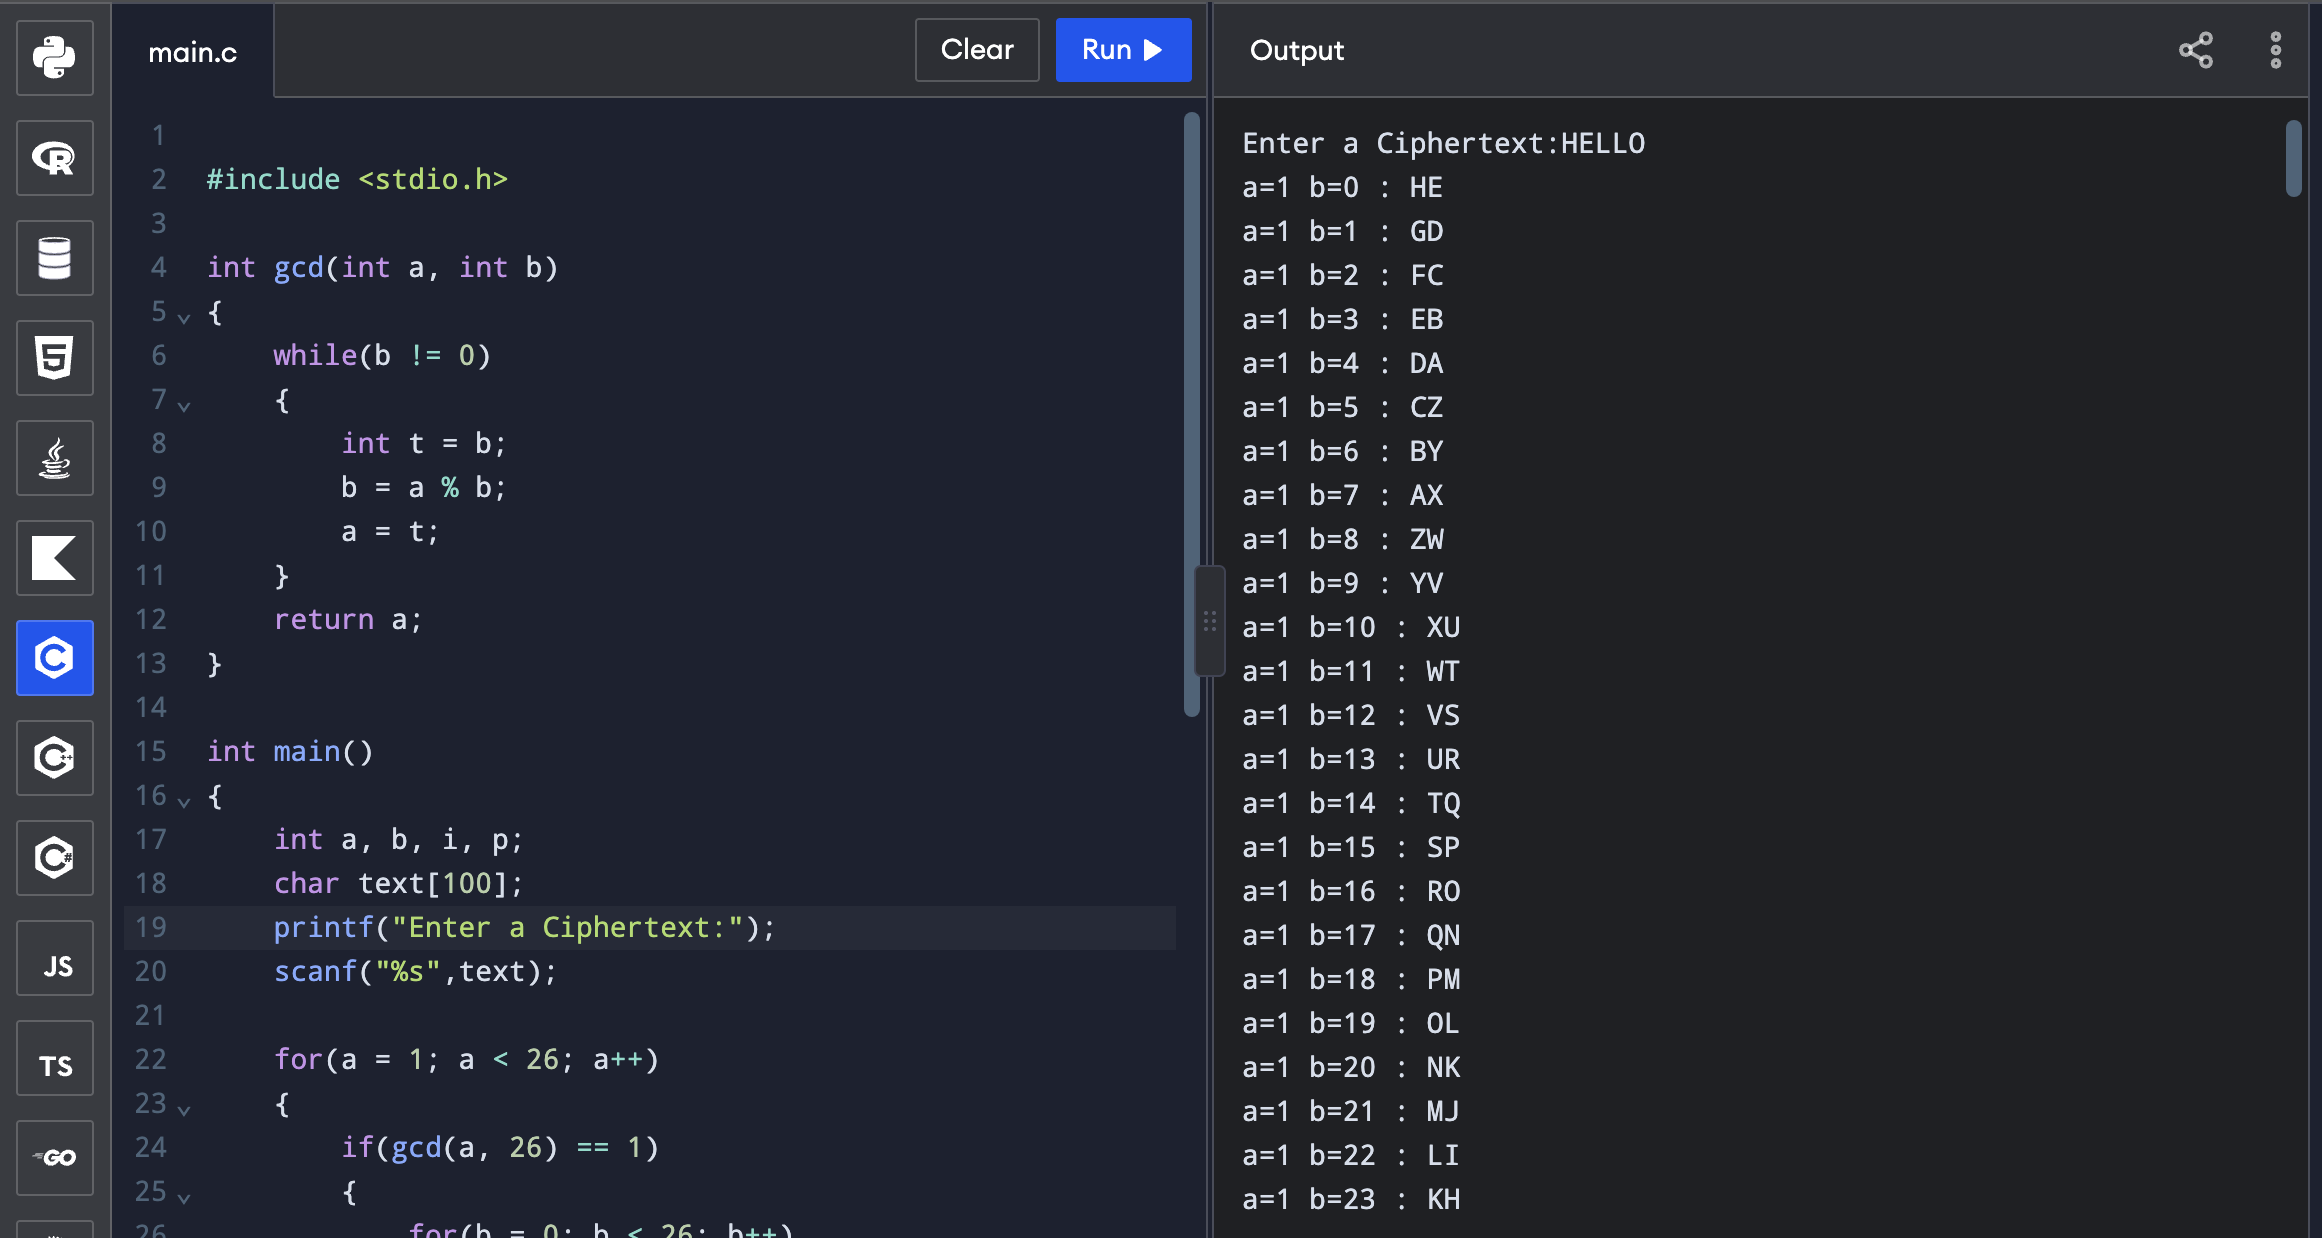 main.c
Clear
Run
Output
1
2 #include <stdio.h>
3
4 int gcd(int a, int b)
5 {
6 while(b != 0)
7 {
8 int t = b;
9 b = a % b;
10 a = t;
11 }
12 return a;
13 }
14
15 int main()
16 {
17 int a, b, i, p;
18 char text[100];
19 printf("Enter a Ciphertext:");
20 scanf("%s",text);
21
22 for(a = 1; a < 26; a++)
23 {
24 if(gcd(a, 26) == 1)
25 {
26 for(b = 0; b < 26; b++)
Enter a Ciphertext:HELLO
a=1 b=0 : HE
a=1 b=1 : GD
a=1 b=2 : FC
a=1 b=3 : EB
a=1 b=4 : DA
a=1 b=5 : CZ
a=1 b=6 : BY
a=1 b=7 : AX
a=1 b=8 : ZW
a=1 b=9 : YV
a=1 b=10 : XU
a=1 b=11 : WT
a=1 b=12 : VS
a=1 b=13 : UR
a=1 b=14 : TQ
a=1 b=15 : SP
a=1 b=16 : RO
a=1 b=17 : QN
a=1 b=18 : PM
a=1 b=19 : OL
a=1 b=20 : NK
a=1 b=21 : MJ
a=1 b=22 : LI
a=1 b=23 : KH
R
5
C
C++
C#
JS
TS
GO